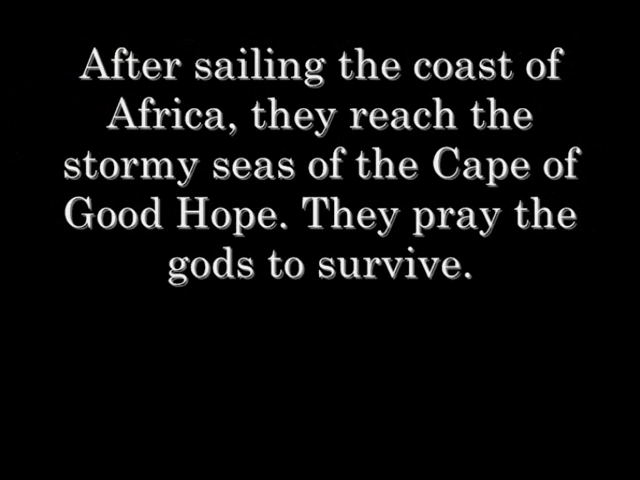 After sailing the coast of
Africa, they reach the
stormy seas of the Cape of
Good Hope. They pray the
gods to survive.